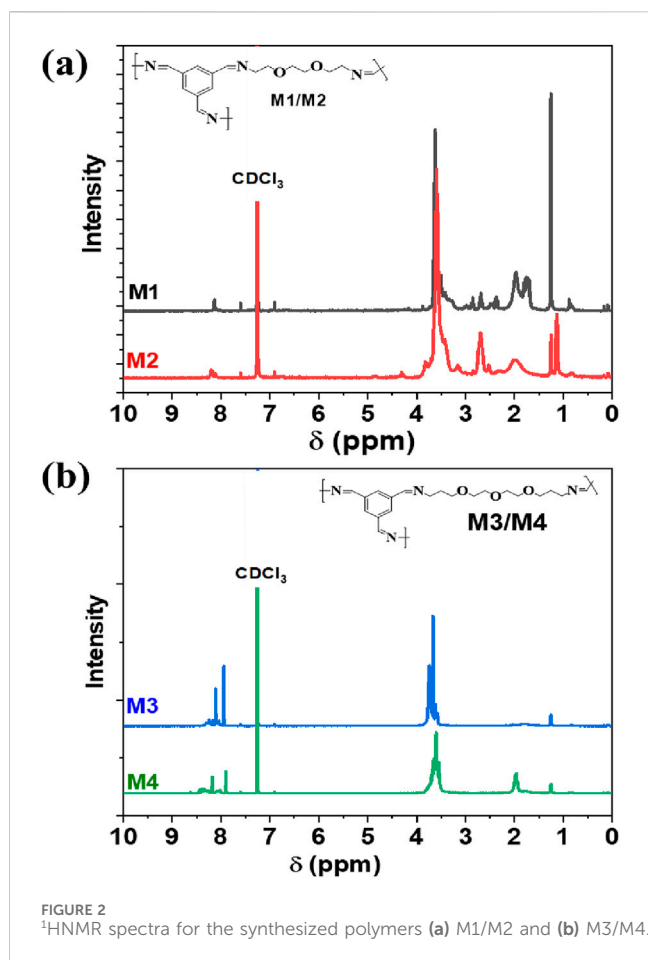 (a)
N
N
O
O
N
N
M1/M2
CDCl3
M1
M2
Intensity
10 9 8 7 6 5 4 3 2 1 0
δ (ppm)
(b)
N
N
O
O
O
N
N
M3/M4
CDCl3
M3
M4
Intensity
10 9 8 7 6 5 4 3 2 1 0
δ (ppm)
FIGURE 2
¹HNMR spectra for the synthesized polymers (a) M1/M2 and (b) M3/M4.